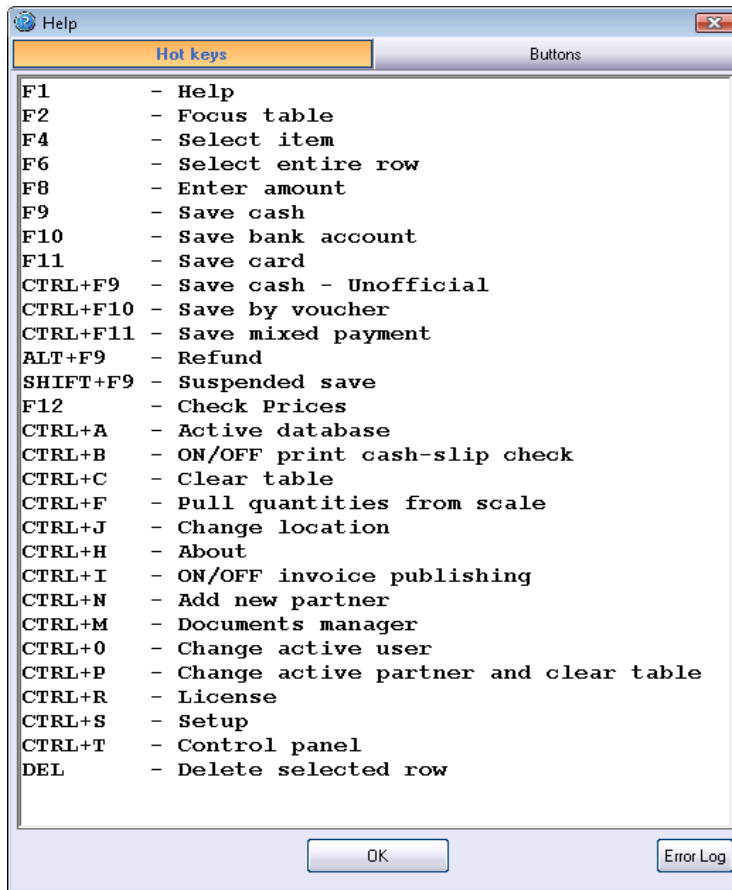 Help
Hot keys Buttons
F1 - Help
F2 - Focus table
F4 - Select item
F6 - Select entire row
F8 - Enter amount
F9 - Save cash
F10 - Save bank account
F11 - Save card
CTRL+F9 - Save cash - Unofficial
CTRL+F10 - Save by voucher
CTRL+F11 - Save mixed payment
ALT+F9 - Refund
SHIFT+F9 - Suspended save
F12 - Check Prices
CTRL+A - Active database
CTRL+B - ON/OFF print cash-slip check
CTRL+C - Clear table
CTRL+F - Pull quantities from scale
CTRL+J - Change location
CTRL+H - About
CTRL+I - ON/OFF invoice publishing
CTRL+N - Add new partner
CTRL+M - Documents manager
CTRL+0 - Change active user
CTRL+P - Change active partner and clear table
CTRL+R - License
CTRL+S - Setup
CTRL+T - Control panel
DEL - Delete selected row
OK Error Log